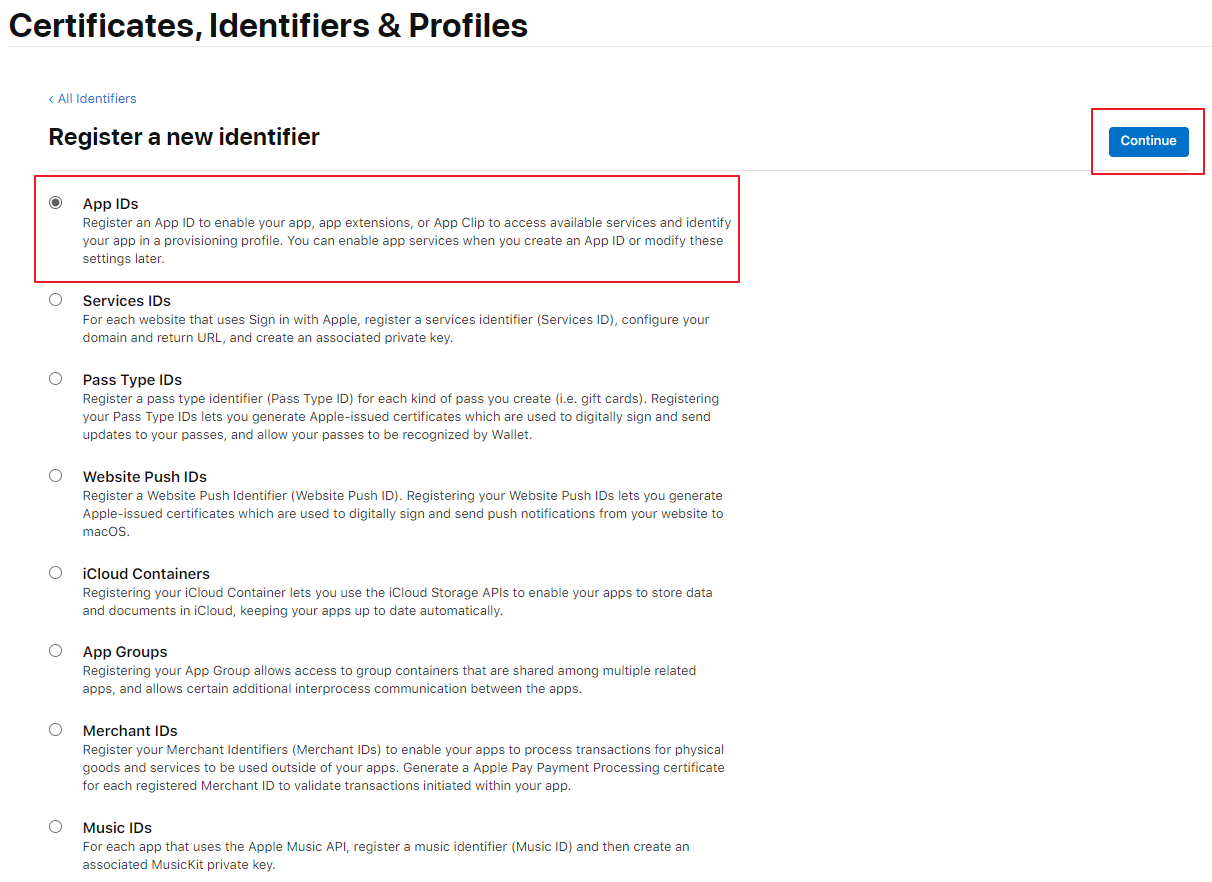 Certificates, Identifiers & Profiles
‹ All Identifiers
Register a new identifier
Continue
App IDs
Register an App ID to enable your app, app extensions, or App Clip to access available services and identify
your app in a provisioning profile. You can enable app services when you create an App ID or modify these
settings later.
Services IDs
For each website that uses Sign in with Apple, register a services identifier (Services ID), configure your
domain and return URL, and create an associated private key.
Pass Type IDs
Register a pass type identifier (Pass Type ID) for each kind of pass you create (i.e. gift cards). Registering
your Pass Type IDs lets you generate Apple-issued certificates which are used to digitally sign and send
updates to your passes, and allow your passes to be recognized by Wallet.
Website Push IDs
Register a Website Push Identifier (Website Push ID). Registering your Website Push IDs lets you generate
Apple-issued certificates which are used to digitally sign and send push notifications from your website to
macOS.
iCloud Containers
Registering your iCloud Container lets you use the iCloud Storage APIs to enable your apps to store data
and documents in iCloud, keeping your apps up to date automatically.
App Groups
Registering your App Group allows access to group containers that are shared among multiple related
apps, and allows certain additional interprocess communication between the apps.
Merchant IDs
Register your Merchant Identifiers (Merchant IDs) to enable your apps to process transactions for physical
goods and services to be used outside of your apps. Generate a Apple Pay Payment Processing certificate
for each registered Merchant ID to validate transactions initiated within your app.
Music IDs
For each app that uses the Apple Music API, register a music identifier (Music ID) and then create an
associated MusicKit private key.